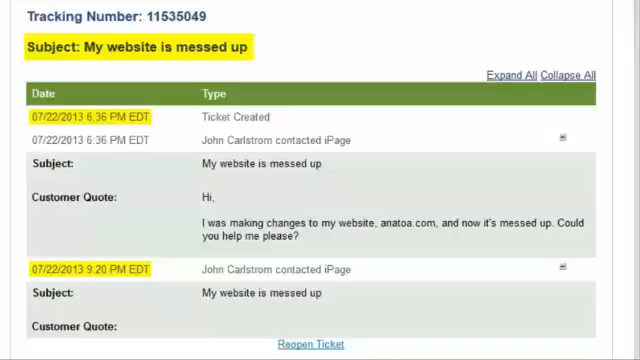 Tracking Number: 11535049
Subject: My website is messed up
Expand All Collapse All
Date Type
07/22/2013 6:36 PM EDT Ticket Created
07/22/2013 6:36 PM EDT John Carlstrom contacted iPage
Subject: My website is messed up
Customer Quote: Hi,
I was making changes to my website, anatoa.com, and now it's messed up. Could
you help me please?
07/22/2013 9:20 PM EDT John Carlstrom contacted iPage
Subject: My website is messed up
Customer Quote:
Reopen Ticket